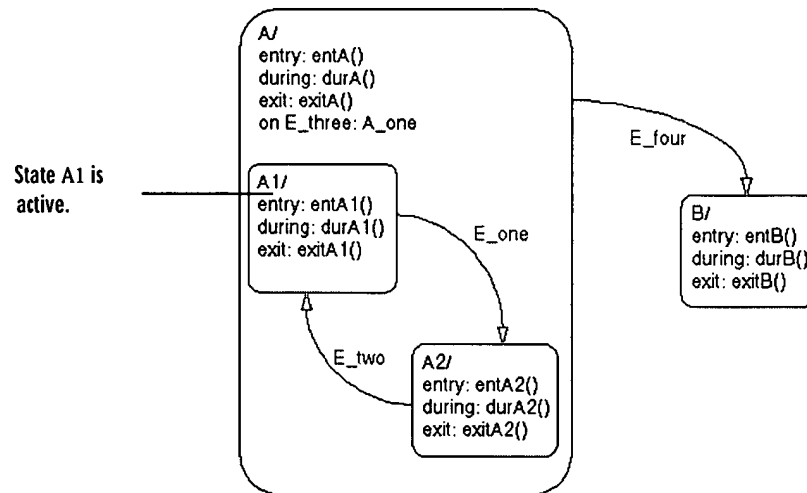 A/
entry: entA()
during: durA()
exit: exitA()
on E_three: A_one
E_four
State A1 is
active.
A1/
entry: entA1()
during: durA1()
exit: exitA1()
E_one
B/
entry: entB()
during: durB()
exit: exitB()
E_two
A2/
entry: entA2()
during: durA2()
exit: exitA2()